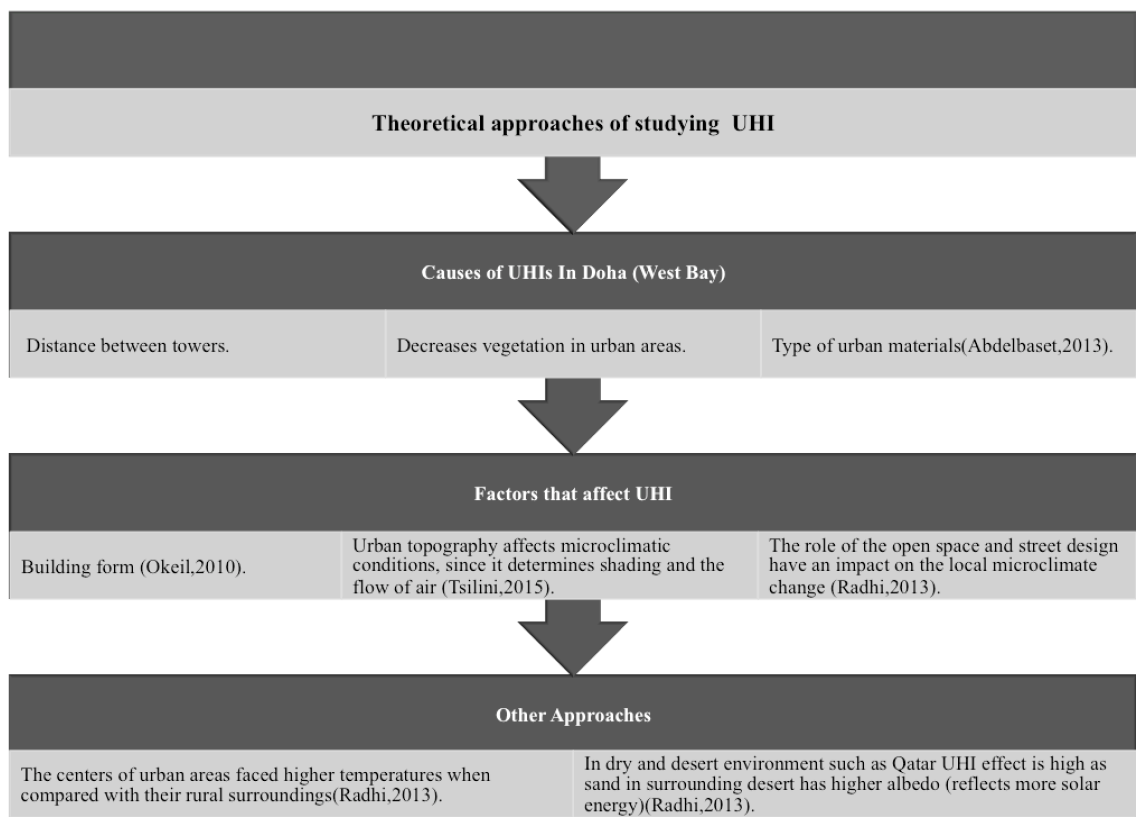 Theoretical approaches of studying UHI
Causes of UHIs In Doha (West Bay)
Distance between towers.
Decreases vegetation in urban areas.
Type of urban materials(Abdelbaset,2013).
Factors that affect UHI
Building form (Okeil,2010).
Urban topography affects microclimatic
conditions, since it determines shading and the
flow of air (Tsilini,2015).
The role of the open space and street design
have an impact on the local microclimate
change (Radhi,2013).
Other Approaches
The centers of urban areas faced higher temperatures when
compared with their rural surroundings(Radhi,2013).
In dry and desert environment such as Qatar UHI effect is high as
sand in surrounding desert has higher albedo (reflects more solar
energy)(Radhi,2013).